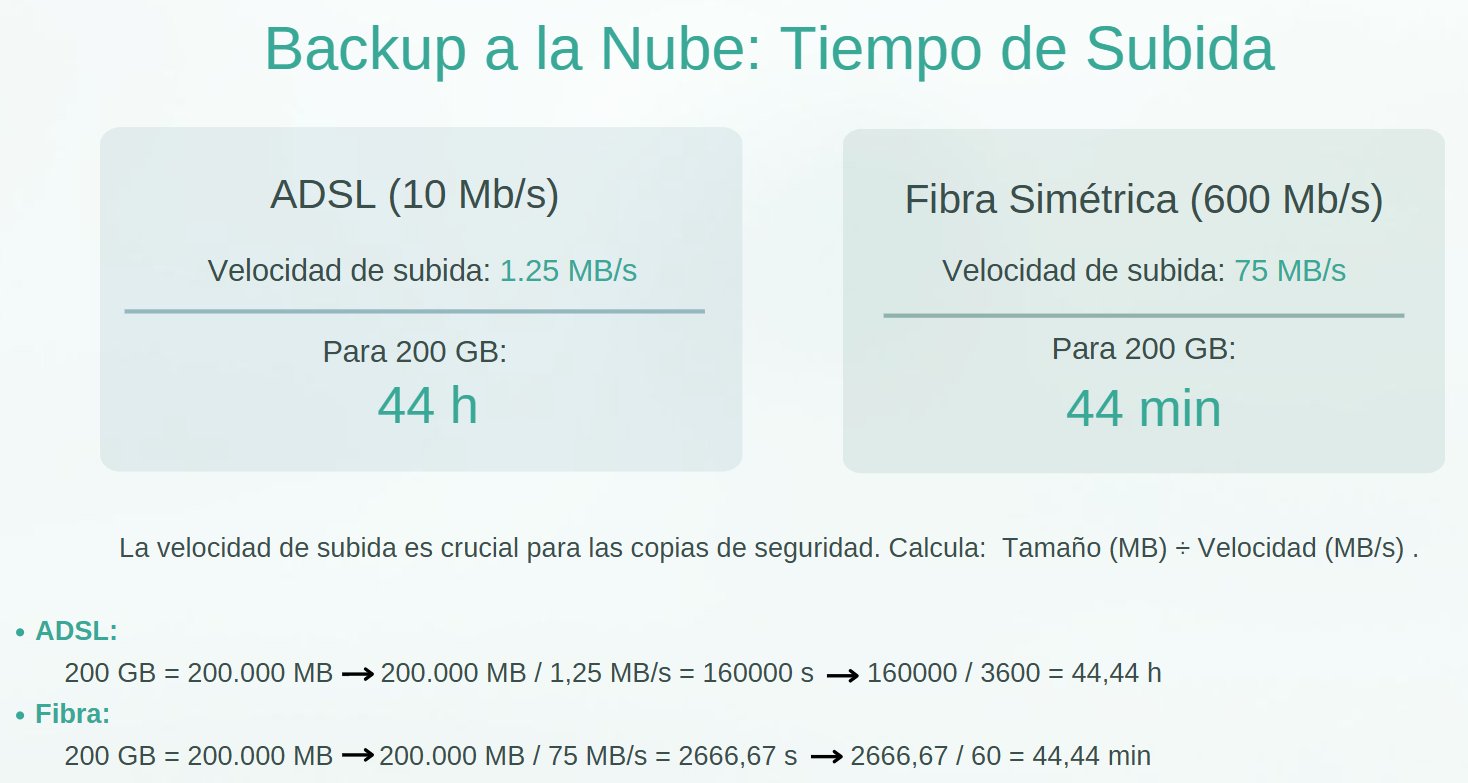 Backup a la Nube: Tiempo de Subida
ADSL (10 Mb/s)
Velocidad de subida: 1.25 MB/s
Para 200 GB:
44 h
Fibra Simétrica (600 Mb/s)
Velocidad de subida: 75 MB/s
Para 200 GB:
44 min
La velocidad de subida es crucial para las copias de seguridad. Calcula: Tamaño (MB) ÷ Velocidad (MB/s) .
• ADSL:
200 GB = 200.000 MB → 200.000 MB / 1,25 MB/s = 160000 s → 160000 / 3600 = 44,44 h
• Fibra:
200 GB = 200.000 MB → 200.000 MB / 75 MB/s = 2666,67 s → 2666,67 / 60 = 44,44 min